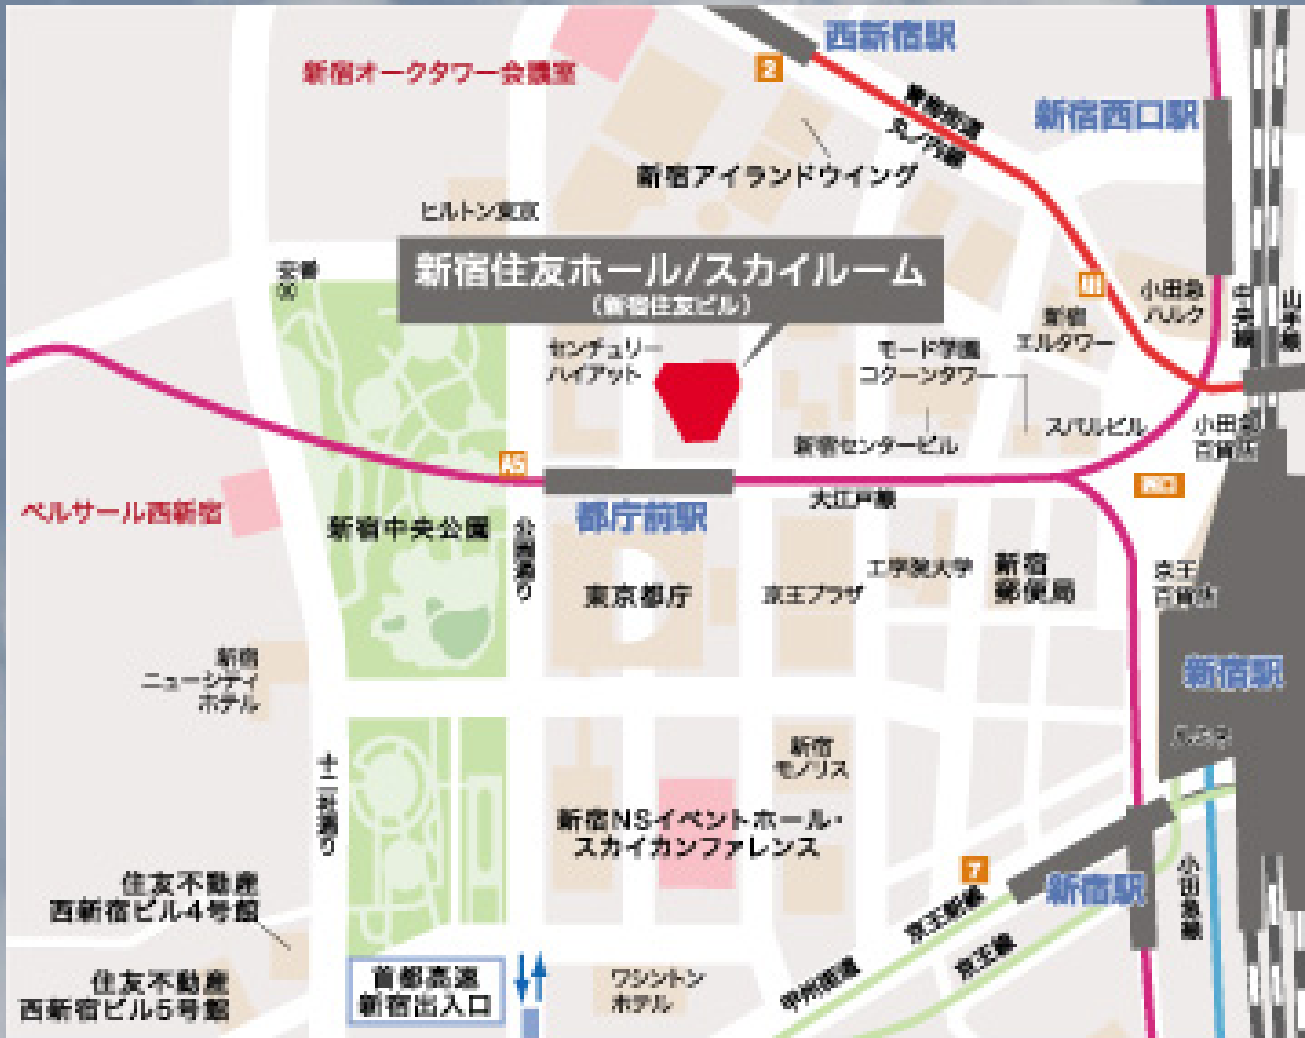 西新宿駅
2
新宿オークタワー会議室
新宿西口駅
青梅街道
丸ノ内線
新宿アイランドウイング
ヒルトン東京
新宿住友ホール/スカイルーム
(新宿住友ビル)
小田急
ハルク
新宿
エルタワー
センチュリー
ハイアット
モード学園
コクーンタワー
スバルビル
小田急
百貨店
新宿センタービル
A5
西口
大江戸線
都庁前駅
ベルサール西新宿
新宿中央公園
公園通り
東京都庁
京王プラザ
工学院大学
新宿
郵便局
京王
百貨店
新宿駅
ルミネ
新宿
ニューシティ
ホテル
十二社通り
新宿
モノリス
新宿NSイベントホール・
スカイカンファレンス
7
新宿駅
小田急線
京王新線
京王線
甲州街道
住友不動産
西新宿ビル4号館
住友不動産
西新宿ビル5号館
首都高速
新宿出入口
ワシントン
ホテル